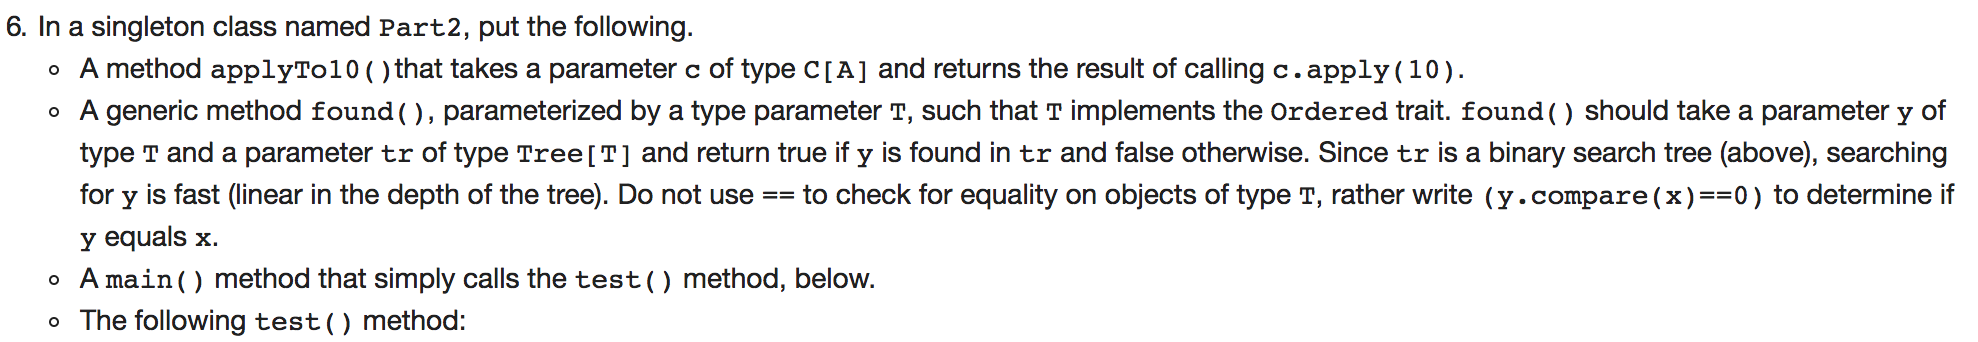 6. In a singleton class named Part2, put the following.
◦ A method applyTo10()that takes a parameter c of type C[A] and returns the result of calling c.apply(10).
◦ A generic method found(), parameterized by a type parameter T, such that T implements the Ordered trait. found() should take a parameter y of
type T and a parameter tr of type Tree[T] and return true if y is found in tr and false otherwise. Since tr is a binary search tree (above), searching
for y is fast (linear in the depth of the tree). Do not use == to check for equality on objects of type T, rather write (y.compare(x)==0) to determine if
y equals x.
◦ A main() method that simply calls the test() method, below.
◦ The following test() method: